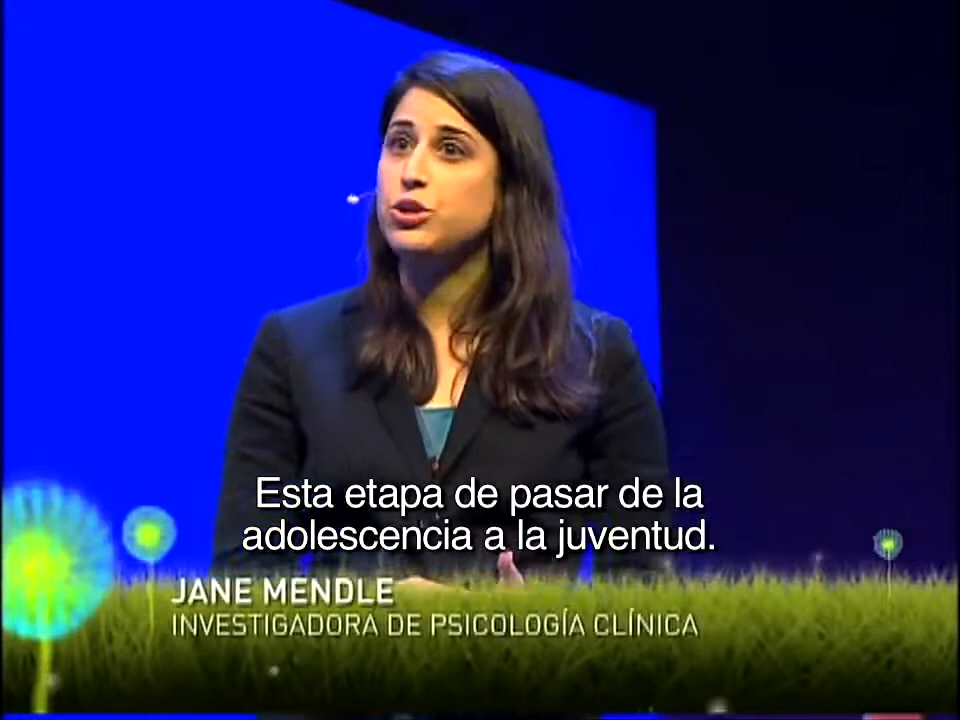 Esta etapa de pasar de la
adolescencia a la juventud.
JANE MENDLE
INVESTIGADORA DE PSICOLOGÍA CLÍNICA